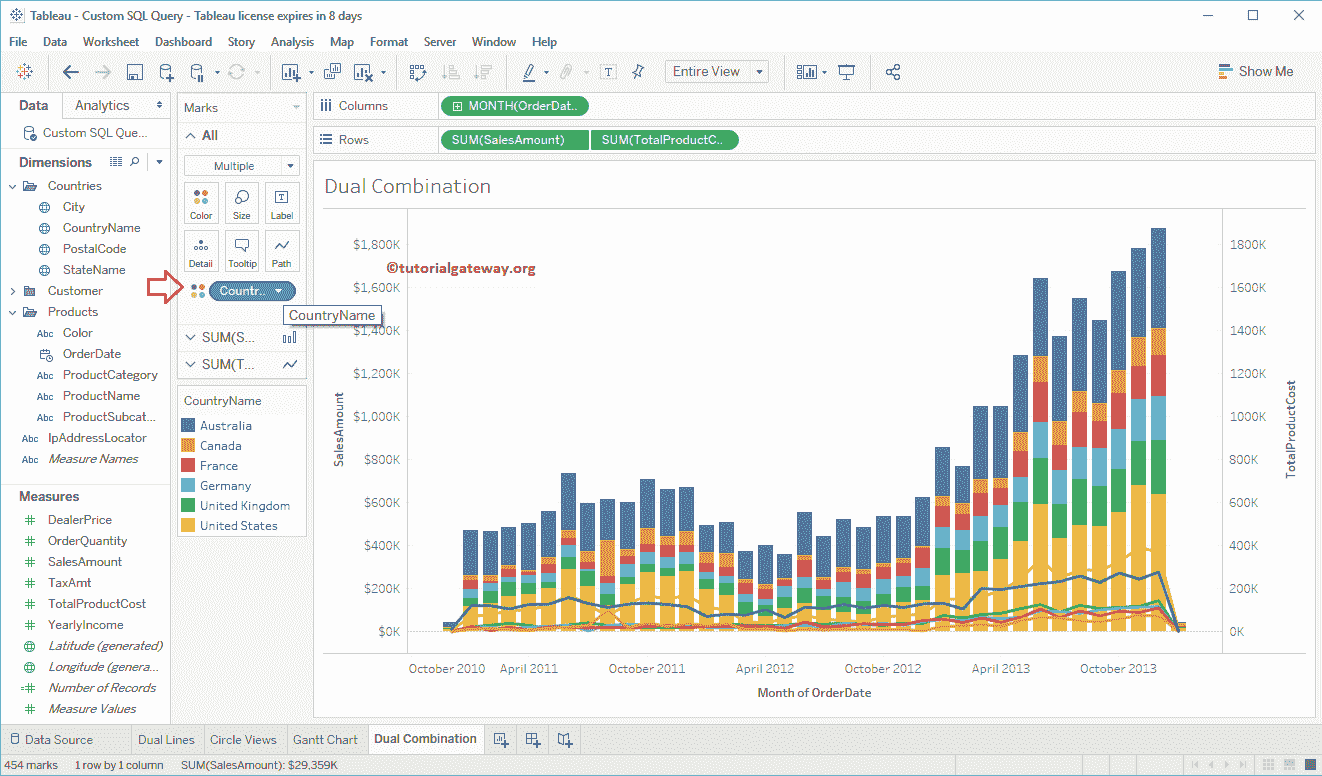 Tableau - Custom SQL Query - Tableau license expires in 8 days
File Data Worksheet Dashboard Story Analysis Map Format Server Window Help
Entire View
Show Me
Data Analytics
Custom SQL Que...
Dimensions
Countries
City
CountryName
PostalCode
StateName
Customer
Products
Abc Color
OrderDate
Abc ProductCategory
Abc ProductName
Abc ProductSubcat...
Abc IpAddressLocator
Abc Measure Names
Measures
DealerPrice
OrderQuantity
SalesAmount
TaxAmt
TotalProductCost
YearlyIncome
Latitude (generated)
Longitude (genera...
Number of Records
Measure Values
Marks
All
Multiple
Color Size Label
Detail Tooltip Path
Countr..
CountryName
SUM(S...
SUM(T...
CountryName
Australia
Canada
France
Germany
United Kingdom
United States
Columns MONTH(OrderDat..
Rows SUM(SalesAmount) SUM(TotalProductC..
Dual Combination
©tutorialgateway.org
SalesAmount
$1,800K
$1,600K
$1,400K
$1,200K
$1,000K
$800K
$600K
$400K
$200K
$0K
1800K
1600K
1400K
1200K
1000K
800K
600K
400K
200K
0K
TotalProductCost
October 2010 April 2011 October 2011 April 2012 October 2012 April 2013 October 2013
Month of OrderDate
Data Source Dual Lines Circle Views Gantt Chart Dual Combination
454 marks 1 row by 1 column SUM(SalesAmount): $29,359K